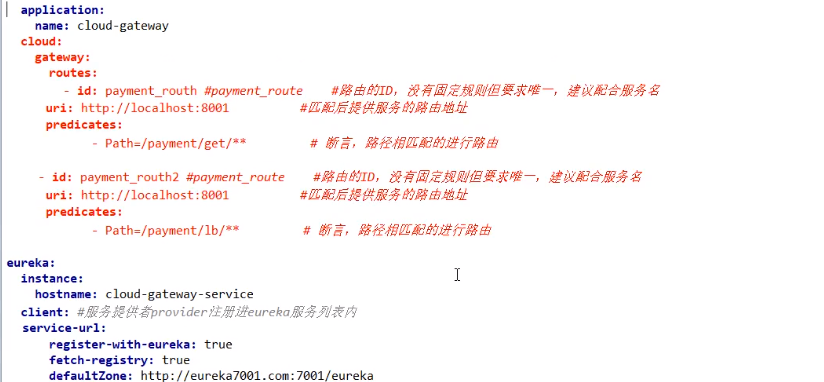 application:
name: cloud-gateway
cloud:
gateway:
routes:
- id: payment_routh #payment_route #路由的ID，没有固定规则但要求唯一，建议配合服务名
uri: http://localhost:8001 #匹配后提供服务的路由地址
predicates:
- Path=/payment/get/** # 断言，路径相匹配的进行路由
- id: payment_routh2 #payment_route #路由的ID，没有固定规则但要求唯一，建议配合服务名
uri: http://localhost:8001 #匹配后提供服务的路由地址
predicates:
- Path=/payment/lb/** # 断言，路径相匹配的进行路由
eureka:
instance:
hostname: cloud-gateway-service
client: #服务提供者provider注册进eureka服务列表内
service-url:
register-with-eureka: true
fetch-registry: true
defaultZone: http://eureka7001.com:7001/eureka